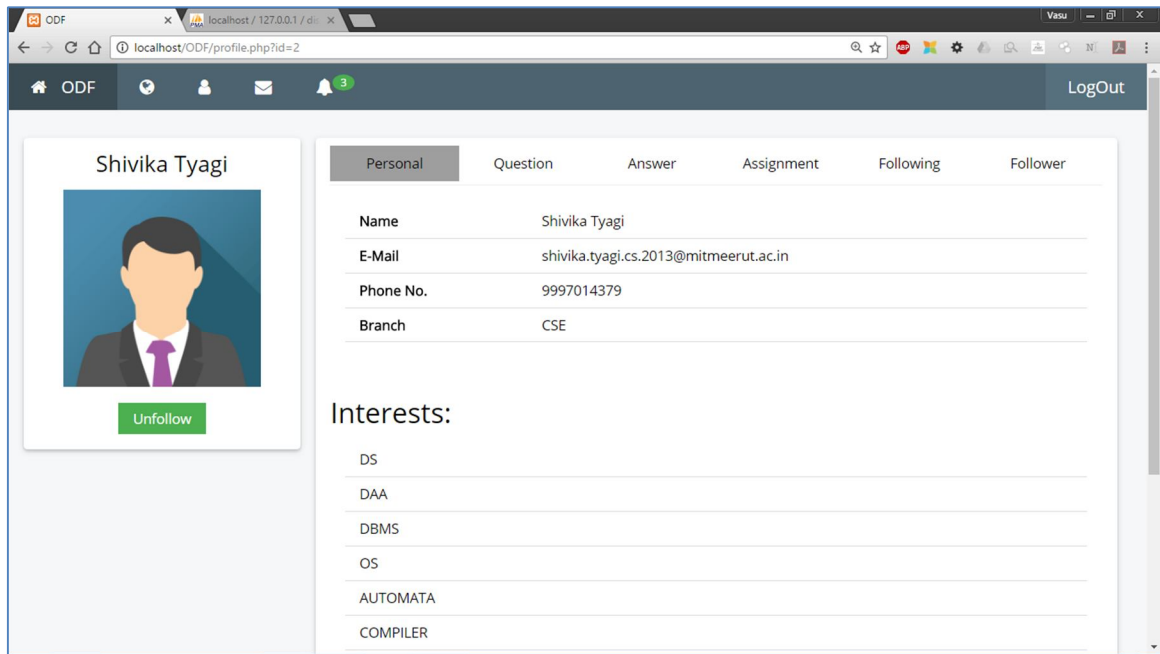 ODF
localhost / 127.0.0.1 / di
Vasu
localhost/ODF/profile.php?id=2
ABP
ODF
3
LogOut
Shivika Tyagi
Unfollow
Personal Question Answer Assignment Following Follower
Name Shivika Tyagi
E-Mail shivika.tyagi.cs.2013@mitmeerut.ac.in
Phone No. 9997014379
Branch CSE
Interests:
DS
DAA
DBMS
OS
AUTOMATA
COMPILER